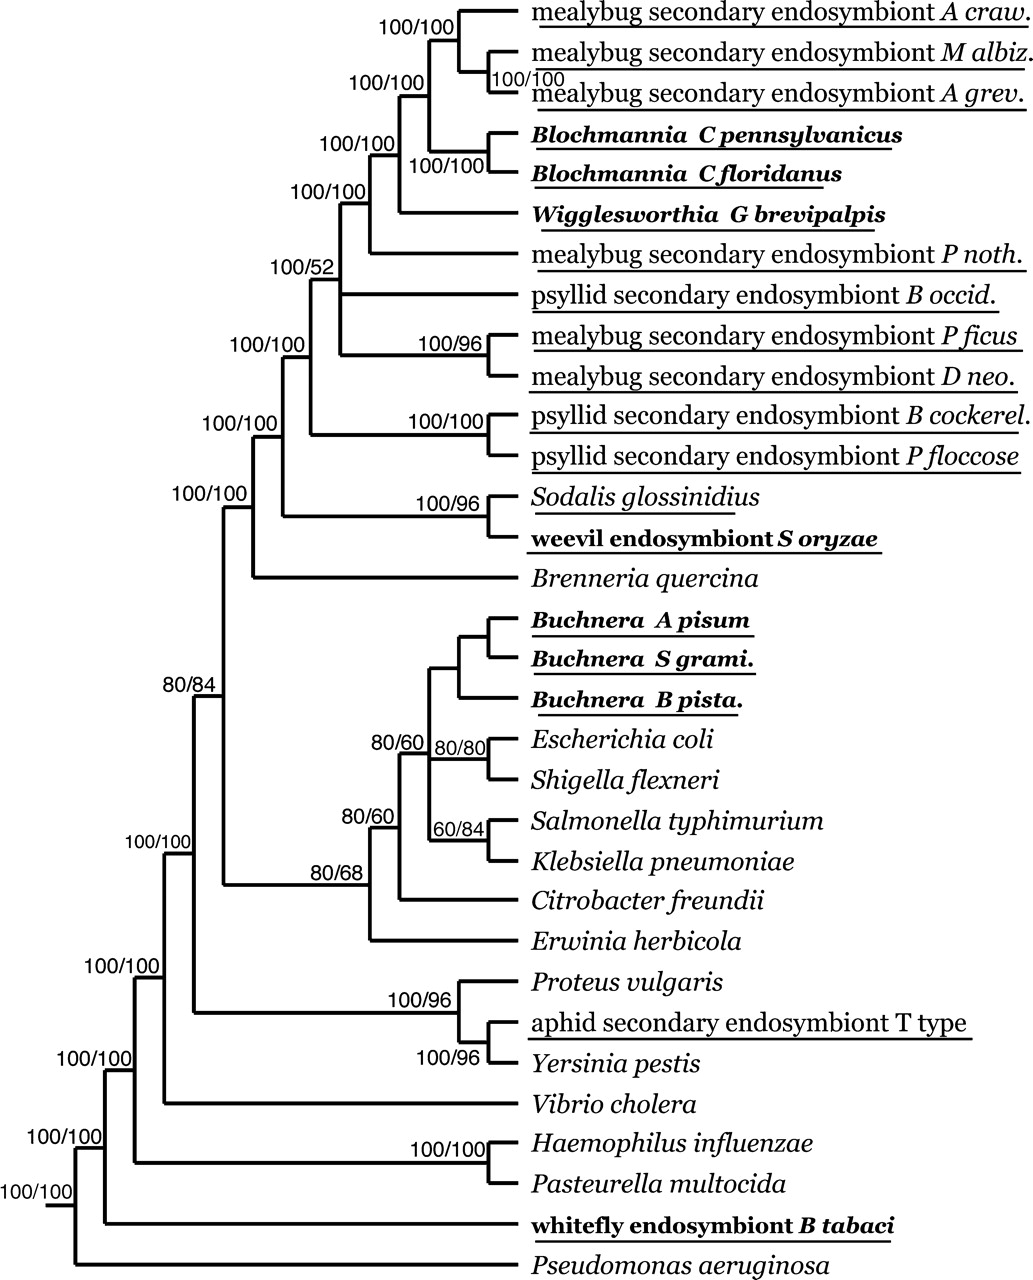 mealybug secondary endosymbiont A craw.
100/100
mealybug secondary endosymbiont M albiz.
100/100
100/100
mealybug secondary endosymbiont A grev.
Blochmannia C pennsylvanicus
100/100
100/100
Blochmannia C floridanus
100/100
Wigglesworthia G brevipalpis
mealybug secondary endosymbiont P noth.
100/52
psyllid secondary endosymbiont B occid.
mealybug secondary endosymbiont P ficus
100/100
100/96
mealybug secondary endosymbiont D neo.
psyllid secondary endosymbiont B cockerel.
100/100
100/100
psyllid secondary endosymbiont P floccose
100/100
Sodalis glossinidius
100/96
weevil endosymbiont S oryzae
Brenneria quercina
Buchnera A pisum
Buchnera S grami.
80/84
Buchnera B pista.
Escherichia coli
80/60
80/80
Shigella flexneri
80/60
Salmonella typhimurium
60/84
100/100
Klebsiella pneumoniae
80/68
Citrobacter freundii
Erwinia herbicola
100/100
Proteus vulgaris
100/96
aphid secondary endosymbiont T type
100/100
100/96
Yersinia pestis
Vibrio cholera
100/100
Haemophilus influenzae
100/100
Pasteurella multocida
100/100
whitefly endosymbiont B tabaci
Pseudomonas aeruginosa